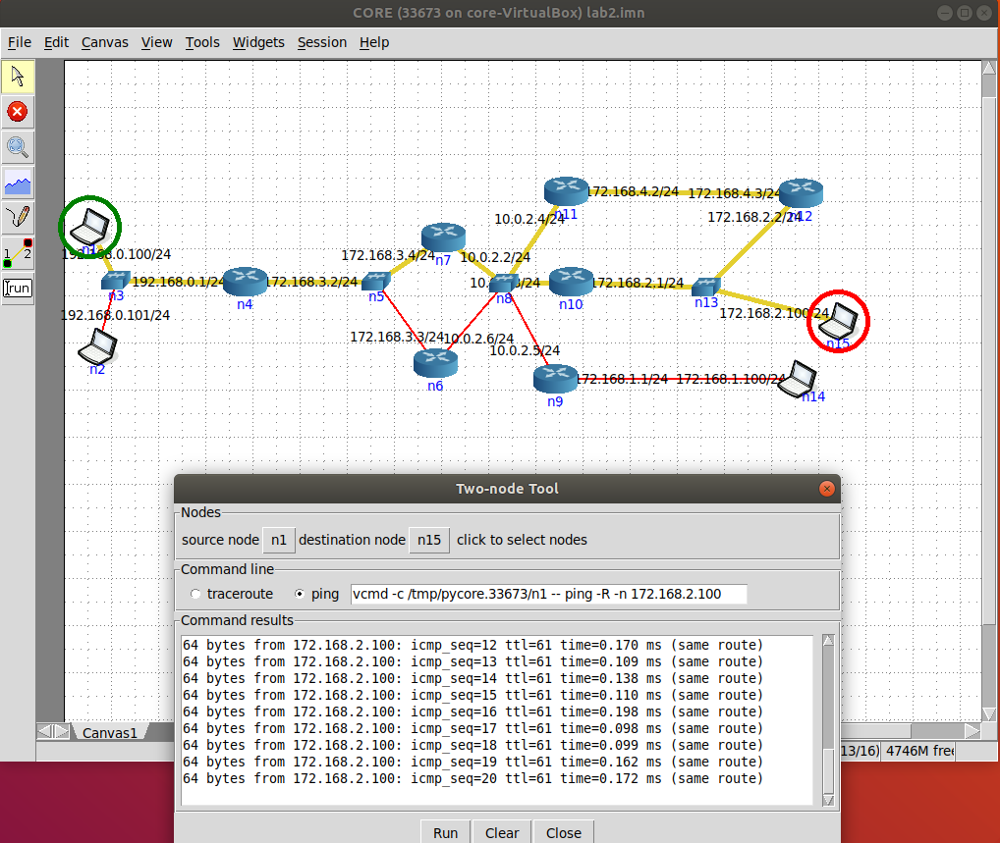 CORE (33673 on core-VirtualBox) lab2.imn
File Edit Canvas View Tools Widgets Session Help
172.168.4.2/24 172.168.4.3/24
n11 n12
10.0.2.4/24 172.168.2.2/24
n1
192.168.0.100/24
172.168.3.4/24 n7 10.0.2.2/24
1 2
192.168.0.1/24 172.168.3.2/24 172.168.2.1/24
run
n3 n4 n5 n8 n10 n13
192.168.0.101/24 172.168.2.100/24
172.168.3.3/24 10.0.2.6/24
n15
10.0.2.5/24
n2
172.168.1.1/24 172.168.1.100/24
n6 n9 n14
Two-node Tool
Nodes
source node n1 destination node n15 click to select nodes
Command line
traceroute ping vcmd -c /tmp/pycore.33673/n1 -- ping -R -n 172.168.2.100
Command results
64 bytes from 172.168.2.100: icmp_seq=12 ttl=61 time=0.170 ms (same route)
64 bytes from 172.168.2.100: icmp_seq=13 ttl=61 time=0.109 ms (same route)
64 bytes from 172.168.2.100: icmp_seq=14 ttl=61 time=0.138 ms (same route)
64 bytes from 172.168.2.100: icmp_seq=15 ttl=61 time=0.110 ms (same route)
64 bytes from 172.168.2.100: icmp_seq=16 ttl=61 time=0.198 ms (same route)
64 bytes from 172.168.2.100: icmp_seq=17 ttl=61 time=0.098 ms (same route)
64 bytes from 172.168.2.100: icmp_seq=18 ttl=61 time=0.099 ms (same route)
64 bytes from 172.168.2.100: icmp_seq=19 ttl=61 time=0.162 ms (same route)
64 bytes from 172.168.2.100: icmp_seq=20 ttl=61 time=0.172 ms (same route)
Canvas1
13/16) 4746M free
Run Clear Close